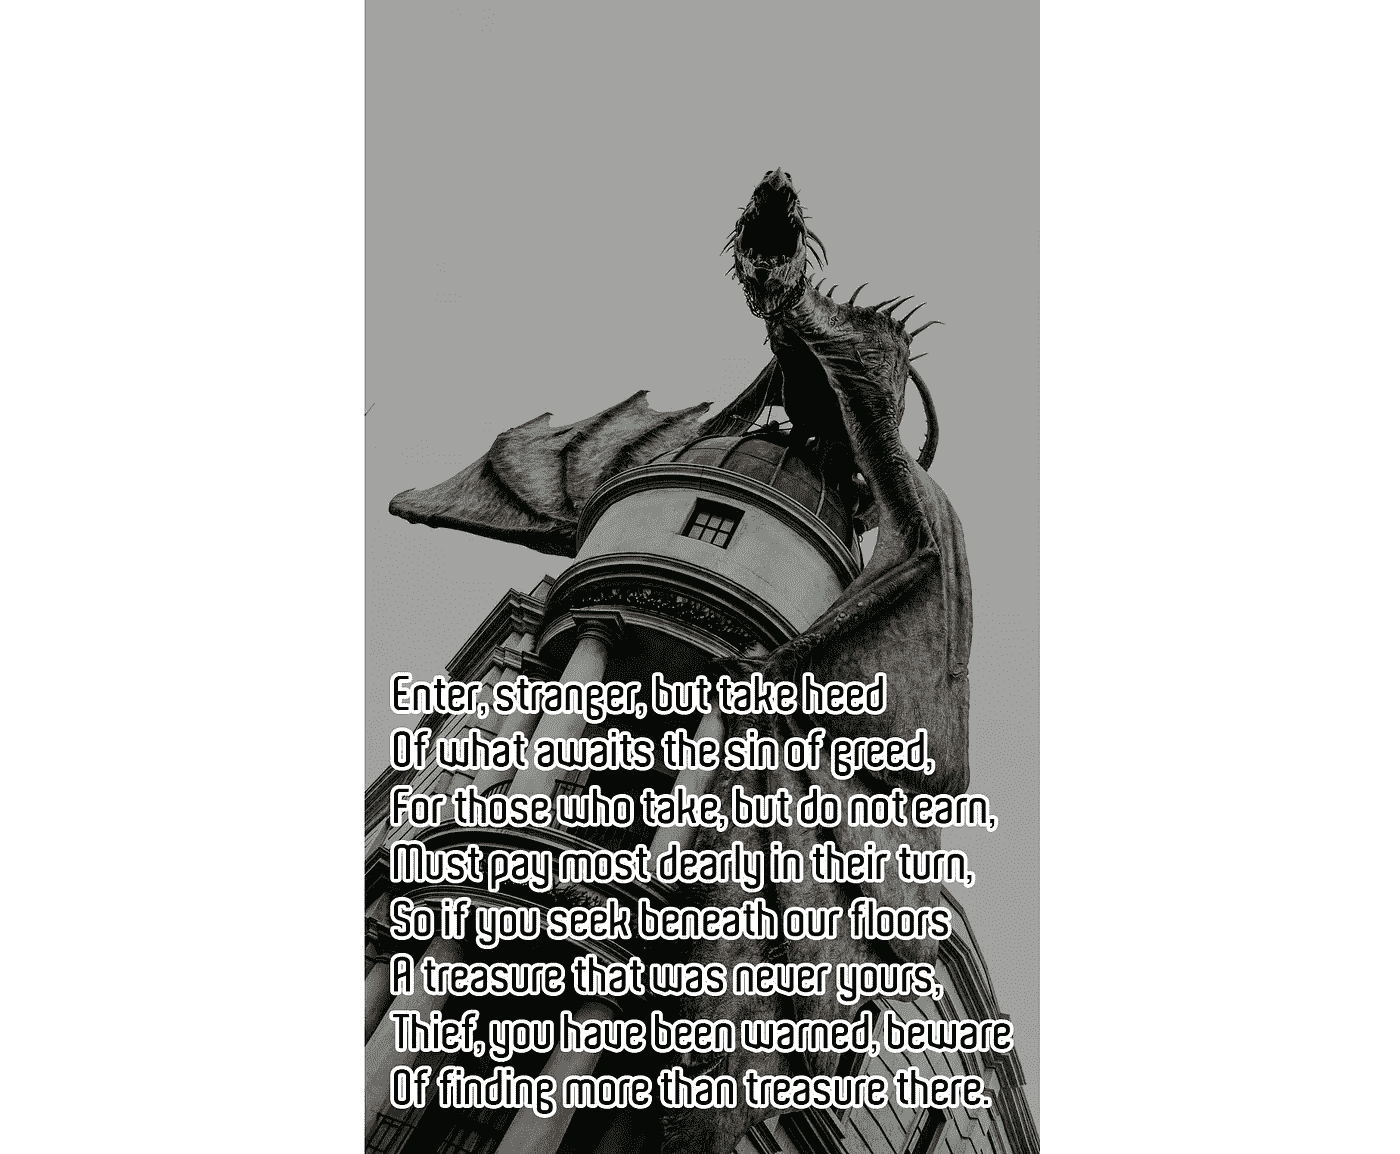 Enter, stranger, but take heed
Of what awaits the sin of greed,
For those who take, but do not earn,
Must pay most dearly in their turn,
So if you seek beneath our floors
A treasure that was never yours,
Thief, you have been warned, beware
Of finding more than treasure there.